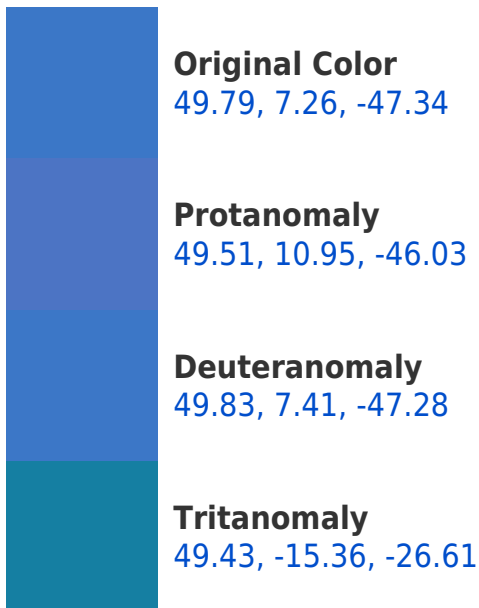 Original Color
49.79, 7.26, -47.34
Protanomaly
49.51, 10.95, -46.03
Deuteranomaly
49.83, 7.41, -47.28
Tritanomaly
49.43, -15.36, -26.61